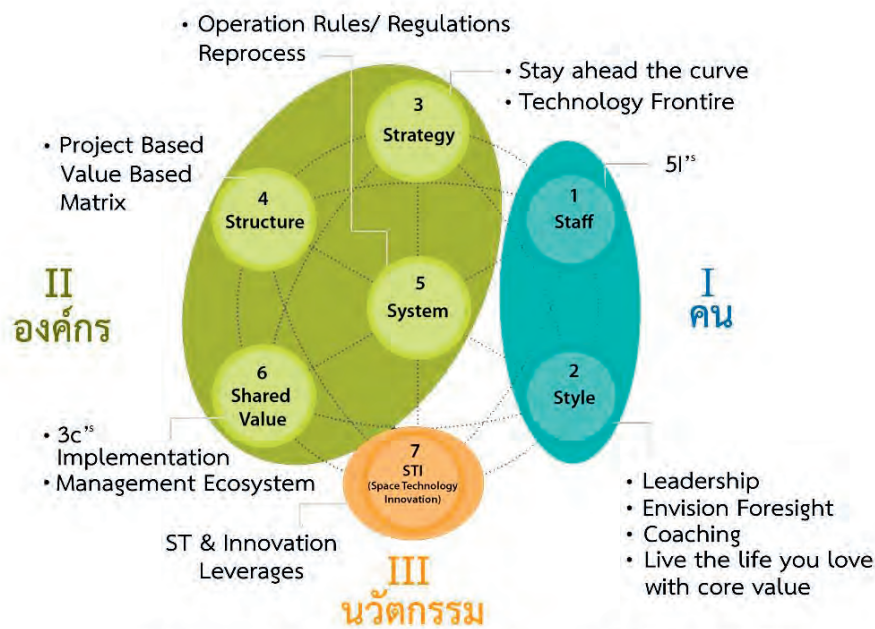 • Operation Rules/ Regulations
Reprocess
• Stay ahead the curve
• Technology Frontire
3
Strategy
• Project Based
Value Based
Matrix
4
Structure
• 5I's
1
Staff
5
System
II
องค์กร
I
คน
6
Shared
Value
2
Style
• 3c's
Implementation
• Management Ecosystem
7
STI
(Space Technology
Innovation)
• Leadership
• Envision Foresight
• Coaching
• Live the life you love
with core value
ST & Innovation
Leverages
III
นวัตกรรม